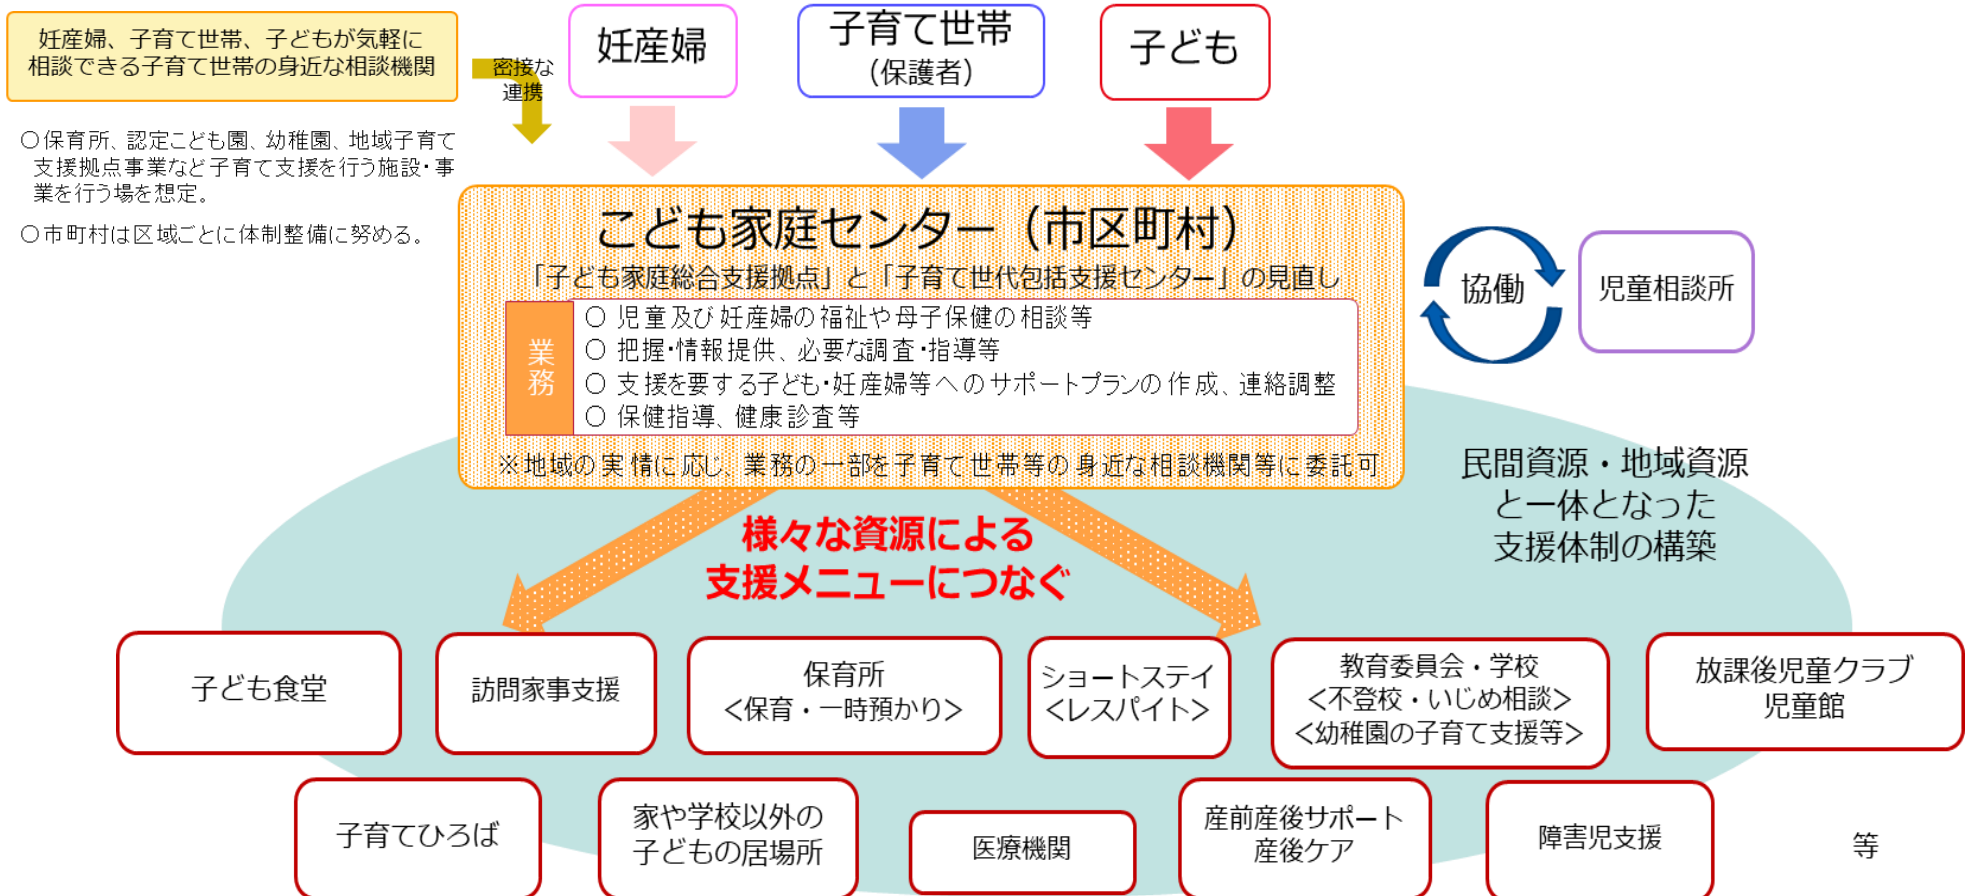 妊産婦、子育て世帯、子どもが気軽に
相談できる子育て世帯の身近な相談機関
密接な
連携
妊産婦
子育て世帯
（保護者）
子ども
○保育所、認定こども園、幼稚園、地域子育て
支援拠点事業など子育て支援を行う施設・事
業を行う場を想定。
○市町村は区域ごとに体制整備に努める。
こども家庭センター（市区町村）
「子ども家庭総合支援拠点」と「子育て世代包括支援センター」の見直し
業務
○ 児童及び妊産婦の福祉や母子保健の相談等
○ 把握・情報提供、必要な調査・指導等
○ 支援を要する子ども・妊産婦等へのサポートプランの作成、連絡調整
○ 保健指導、健康診査等
※地域の実情に応じ、業務の一部を子育て世帯等の身近な相談機関等に委託可
協働
児童相談所
民間資源・地域資源
と一体となった
支援体制の構築
様々な資源による
支援メニューにつなぐ
子ども食堂
訪問家事支援
保育所
<保育・一時預かり>
ショートステイ
<レスパイト>
教育委員会・学校
<不登校・いじめ相談>
<幼稚園の子育て支援等>
放課後児童クラブ
児童館
子育てひろば
家や学校以外の
子どもの居場所
医療機関
産前産後サポート
産後ケア
障害児支援
等